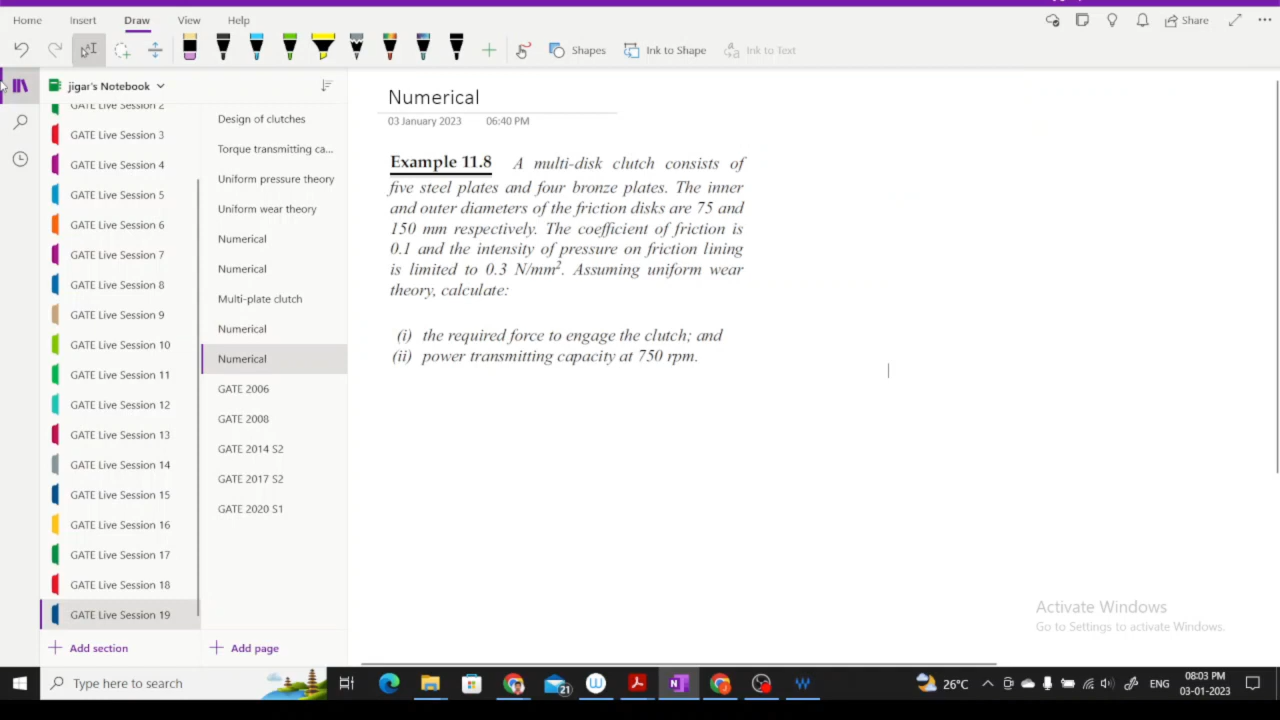 Home Insert Draw View Help
Share
Shapes Ink to Shape Ink to Text
jigar's Notebook
GATE Live Session 2
GATE Live Session 3
GATE Live Session 4
GATE Live Session 5
GATE Live Session 6
GATE Live Session 7
GATE Live Session 8
GATE Live Session 9
GATE Live Session 10
GATE Live Session 11
GATE Live Session 12
GATE Live Session 13
GATE Live Session 14
GATE Live Session 15
GATE Live Session 16
GATE Live Session 17
GATE Live Session 18
GATE Live Session 19
Add section
Design of clutches
Torque transmitting ca...
Uniform pressure theory
Uniform wear theory
Numerical
Numerical
Multi-plate clutch
Numerical
Numerical
GATE 2006
GATE 2008
GATE 2014 S2
GATE 2017 S2
GATE 2020 S1
Add page
Numerical
03 January 2023 06:40 PM
Example 11.8 A multi-disk clutch consists of
five steel plates and four bronze plates. The inner
and outer diameters of the friction disks are 75 and
150 mm respectively. The coefficient of friction is
0.1 and the intensity of pressure on friction lining
is limited to 0.3 N/mm². Assuming uniform wear
theory, calculate:
(i) the required force to engage the clutch; and
(ii) power transmitting capacity at 750 rpm.
Activate Windows
Go to Settings to activate Windows.
Type here to search
21
26°C
ENG
08:03 PM
03-01-2023